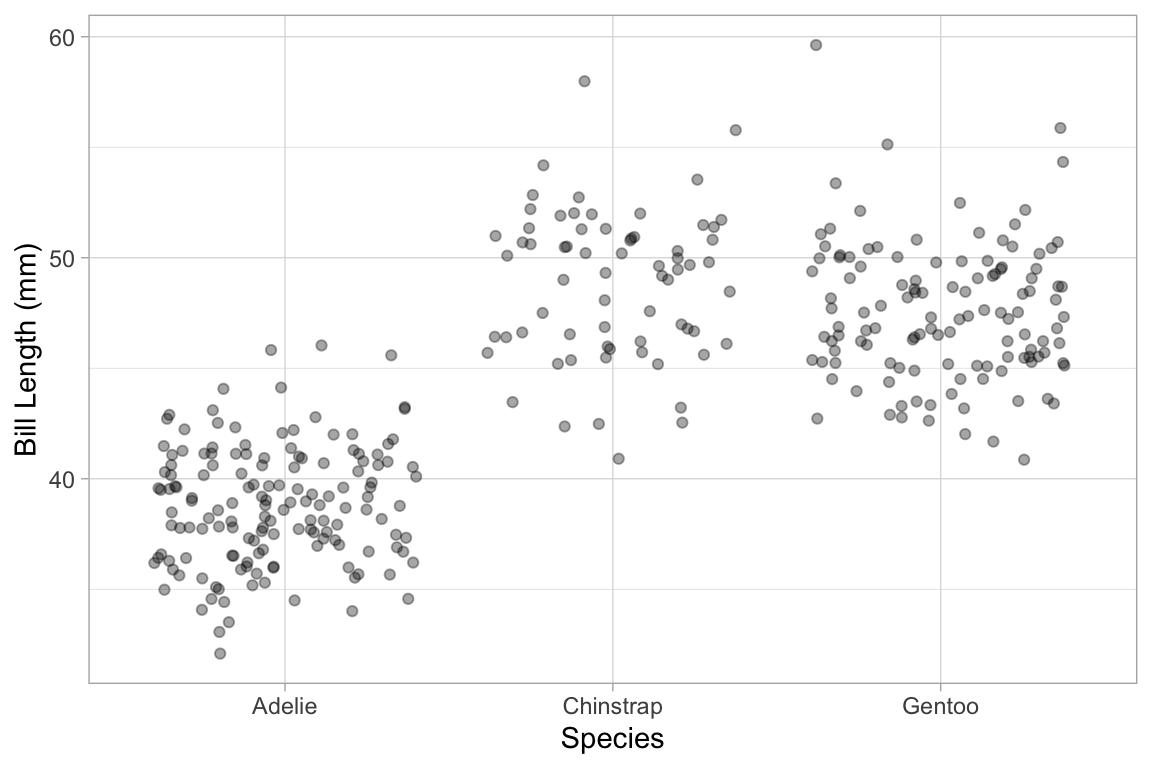 Bill Length (mm)
60
50
40
Adelie
Chinstrap
Gentoo
Species